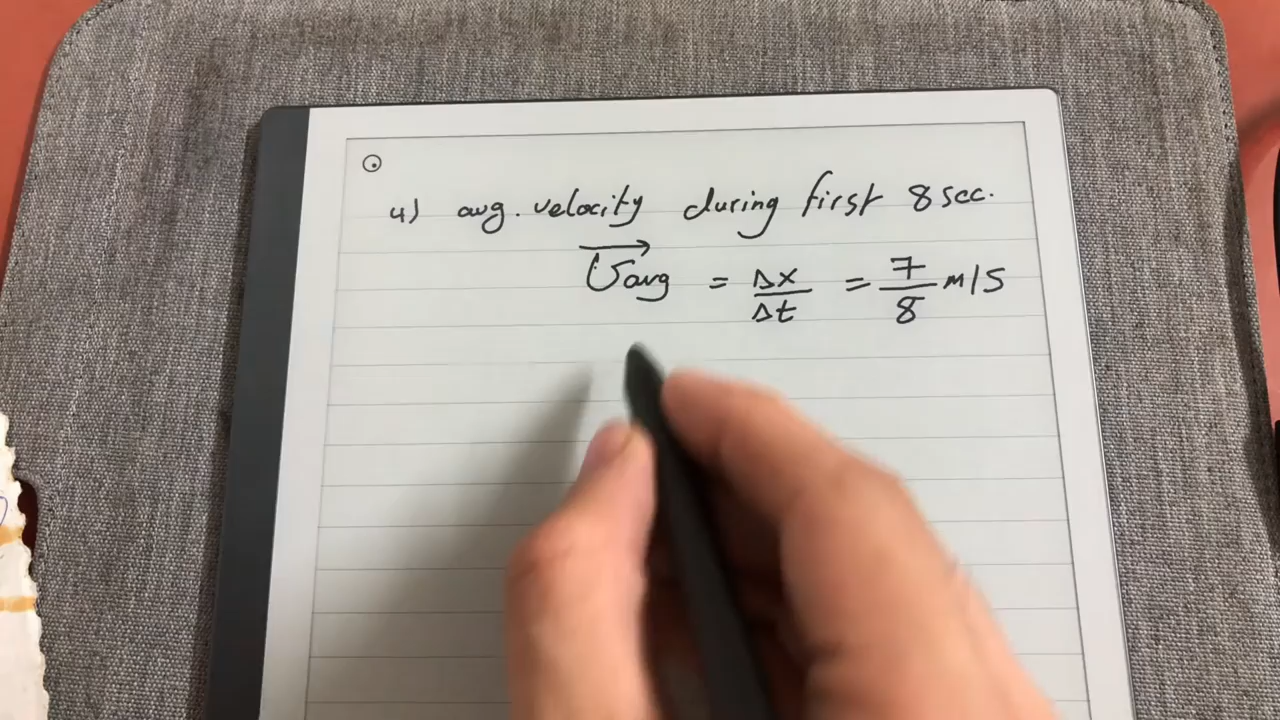 4) avg. velocity during first 8 sec.
Vavg = Δx/Δt = 7/8 m/s